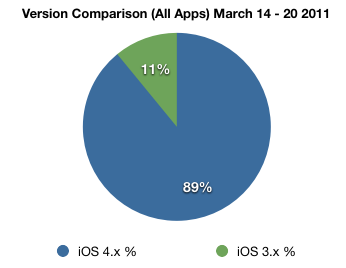 Version Comparison (All Apps) March 14 - 20 2011
11%
89%
iOS 4.x %
iOS 3.x %